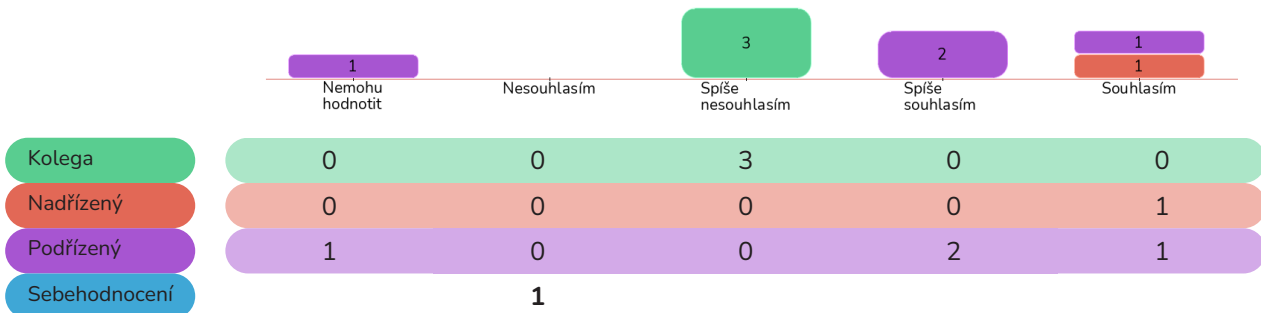 3
1
2
1
1
Nemohu hodnotit
Nesouhlasím
Spíše nesouhlasím
Spíše souhlasím
Souhlasím
Kolega 0 0 3 0 0
Nadřízený 0 0 0 0 1
Podřízený 1 0 0 2 1
Sebehodnocení 1